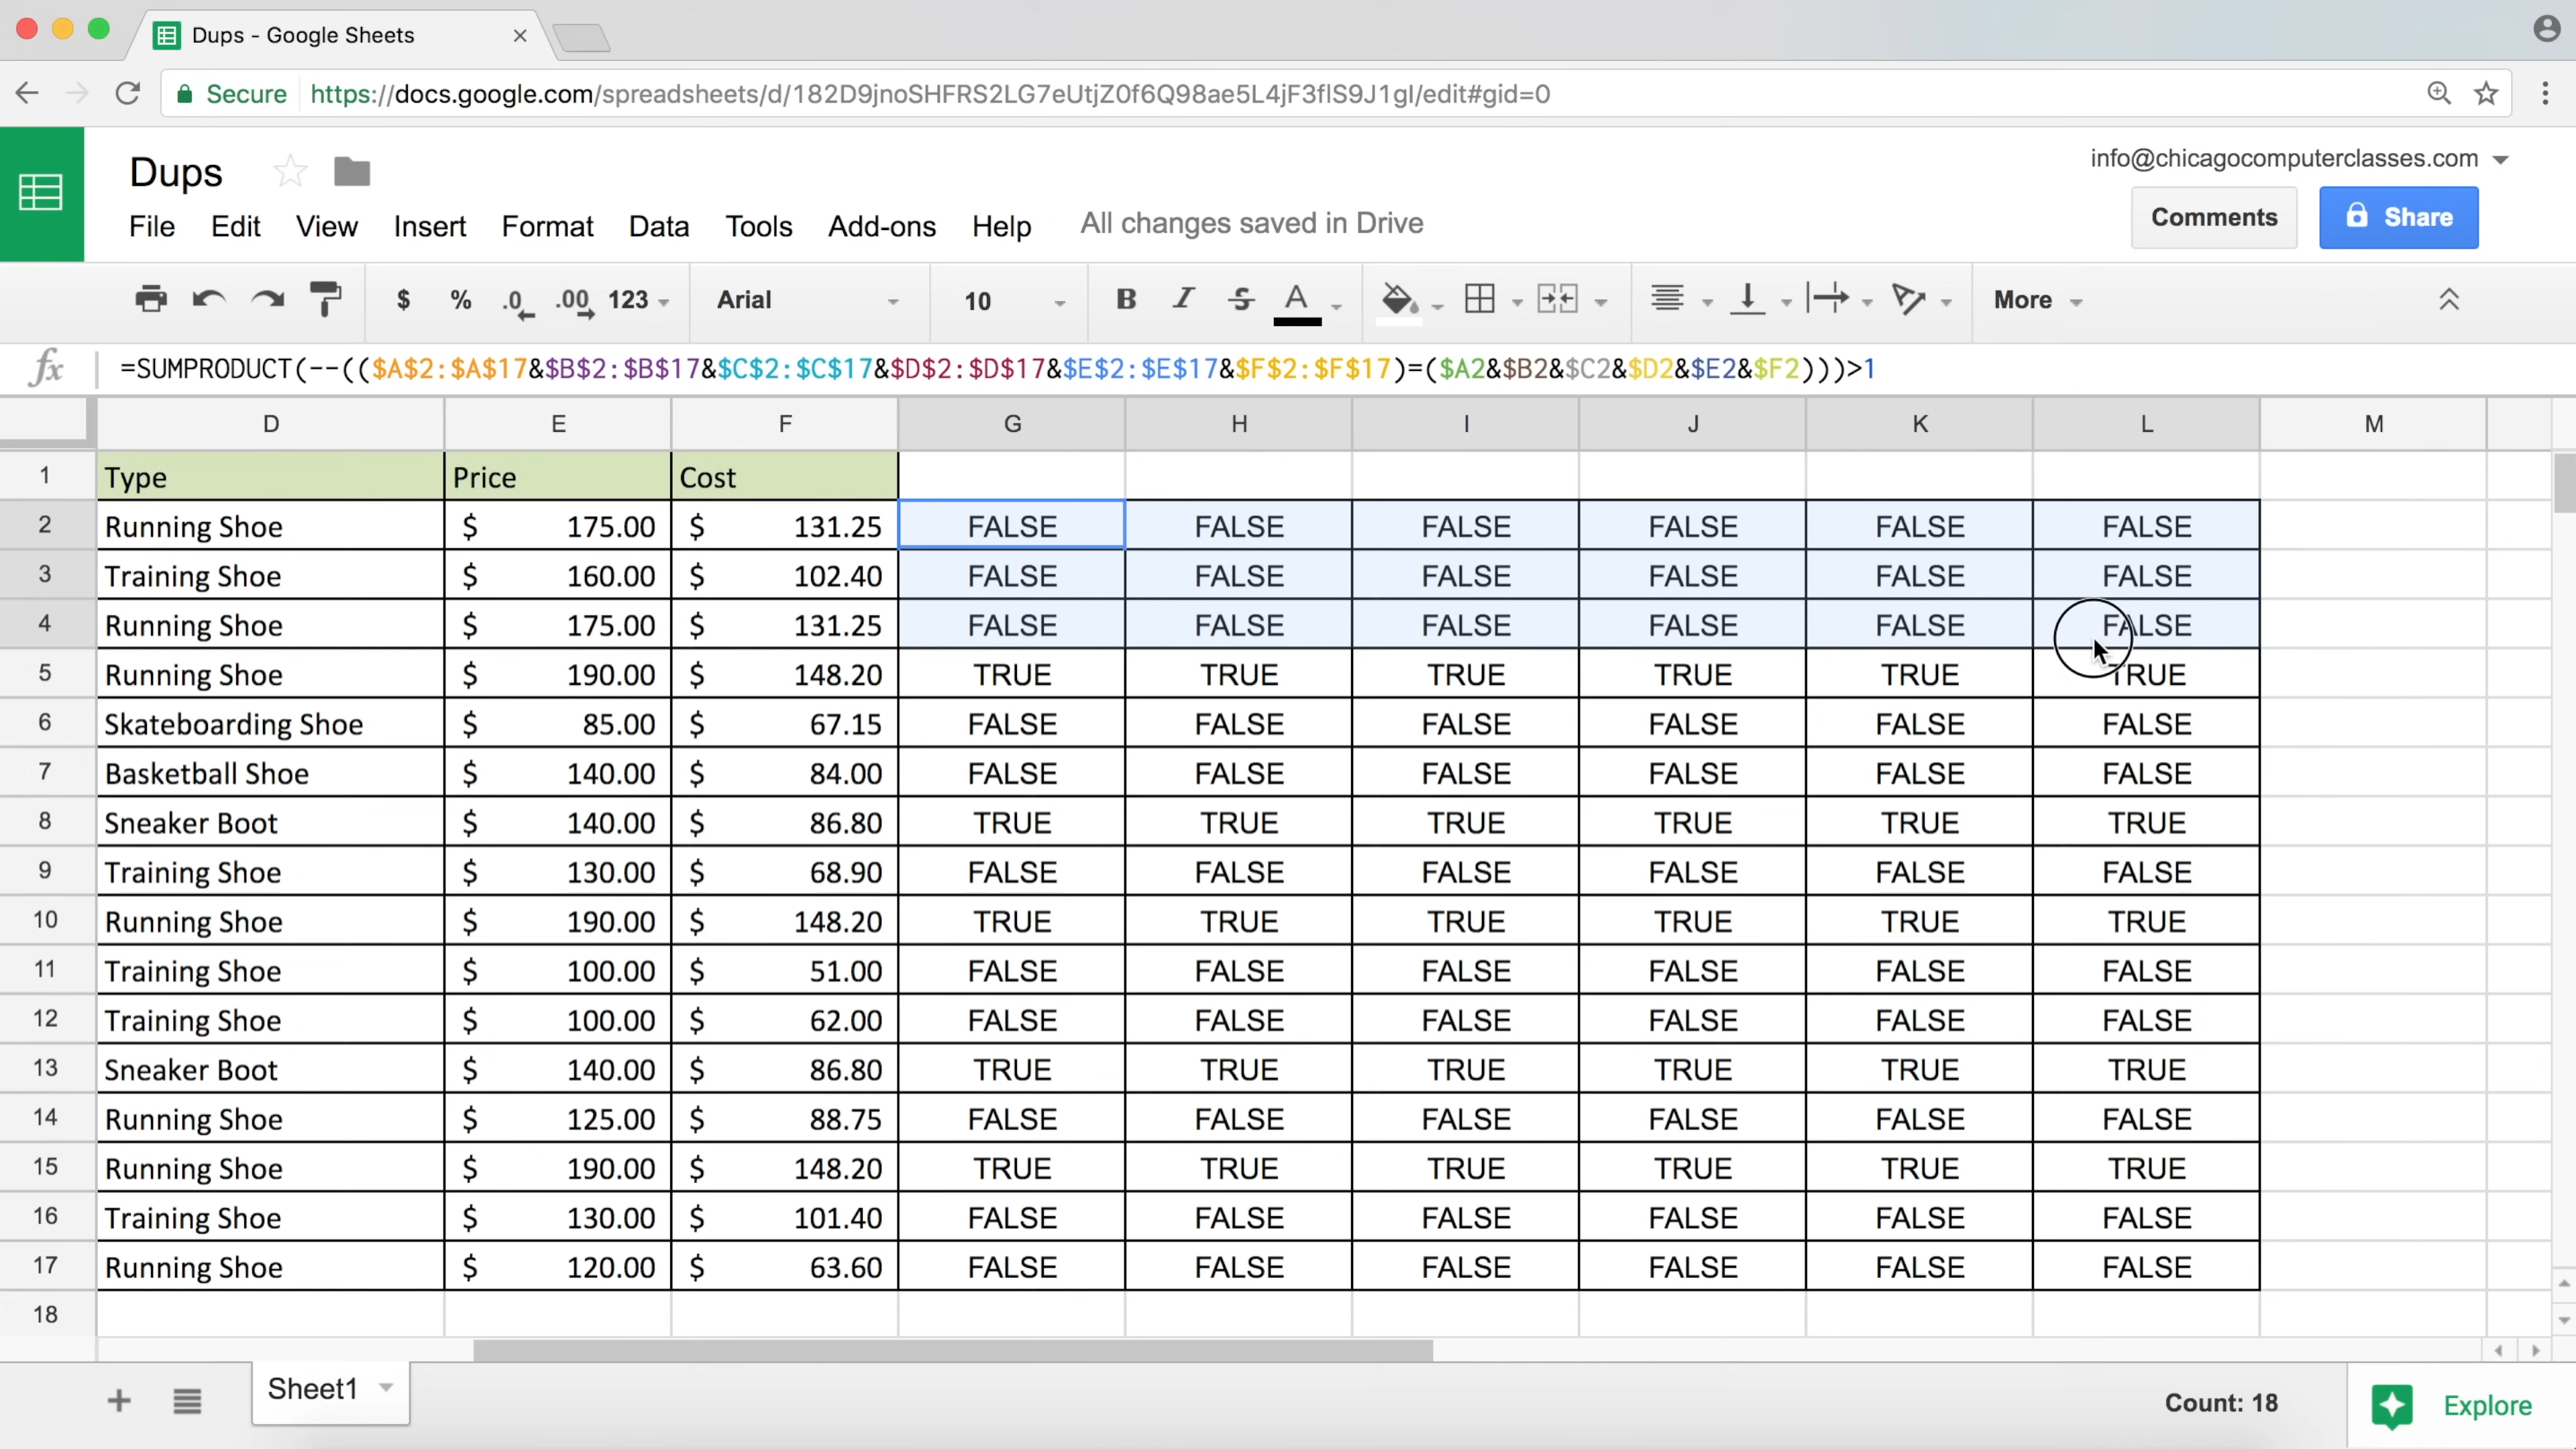 Dups - Google Sheets
Secure https://docs.google.com/spreadsheets/d/182D9jnoSHFRS2LG7eUtjZ0f6Q98ae5L4jF3flS9J1gI/edit#gid=0
Dups
info@chicagocomputerclasses.com
File Edit View Insert Format Data Tools Add-ons Help All changes saved in Drive
Comments Share
$ % .0 .00 123 Arial 10 B I S A More
fx =SUMPRODUCT(--(($A$2:$A$17&$B$2:$B$17&$C$2:$C$17&$D$2:$D$17&$E$2:$E$17&$F$2:$F$17)=($A2&$B2&$C2&$D2&$E2&$F2)))>1
D E F G H I J K L M
1 Type Price Cost
2 Running Shoe $ 175.00 $ 131.25 FALSE FALSE FALSE FALSE FALSE FALSE
3 Training Shoe $ 160.00 $ 102.40 FALSE FALSE FALSE FALSE FALSE FALSE
4 Running Shoe $ 175.00 $ 131.25 FALSE FALSE FALSE FALSE FALSE FALSE
5 Running Shoe $ 190.00 $ 148.20 TRUE TRUE TRUE TRUE TRUE TRUE
6 Skateboarding Shoe $ 85.00 $ 67.15 FALSE FALSE FALSE FALSE FALSE FALSE
7 Basketball Shoe $ 140.00 $ 84.00 FALSE FALSE FALSE FALSE FALSE FALSE
8 Sneaker Boot $ 140.00 $ 86.80 TRUE TRUE TRUE TRUE TRUE TRUE
9 Training Shoe $ 130.00 $ 68.90 FALSE FALSE FALSE FALSE FALSE FALSE
10 Running Shoe $ 190.00 $ 148.20 TRUE TRUE TRUE TRUE TRUE TRUE
11 Training Shoe $ 100.00 $ 51.00 FALSE FALSE FALSE FALSE FALSE FALSE
12 Training Shoe $ 100.00 $ 62.00 FALSE FALSE FALSE FALSE FALSE FALSE
13 Sneaker Boot $ 140.00 $ 86.80 TRUE TRUE TRUE TRUE TRUE TRUE
14 Running Shoe $ 125.00 $ 88.75 FALSE FALSE FALSE FALSE FALSE FALSE
15 Running Shoe $ 190.00 $ 148.20 TRUE TRUE TRUE TRUE TRUE TRUE
16 Training Shoe $ 130.00 $ 101.40 FALSE FALSE FALSE FALSE FALSE FALSE
17 Running Shoe $ 120.00 $ 63.60 FALSE FALSE FALSE FALSE FALSE FALSE
18
Sheet1 Count: 18 Explore